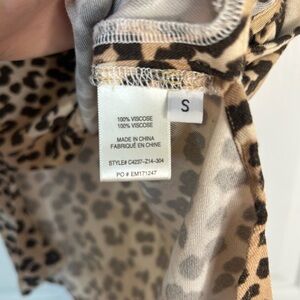 S
100% VISCOSE
100% VISCOSE
MADE IN CHINA
FABRIQUÉ EN CHINE
STYLE# C4237-Z14-304
PO # EM171247